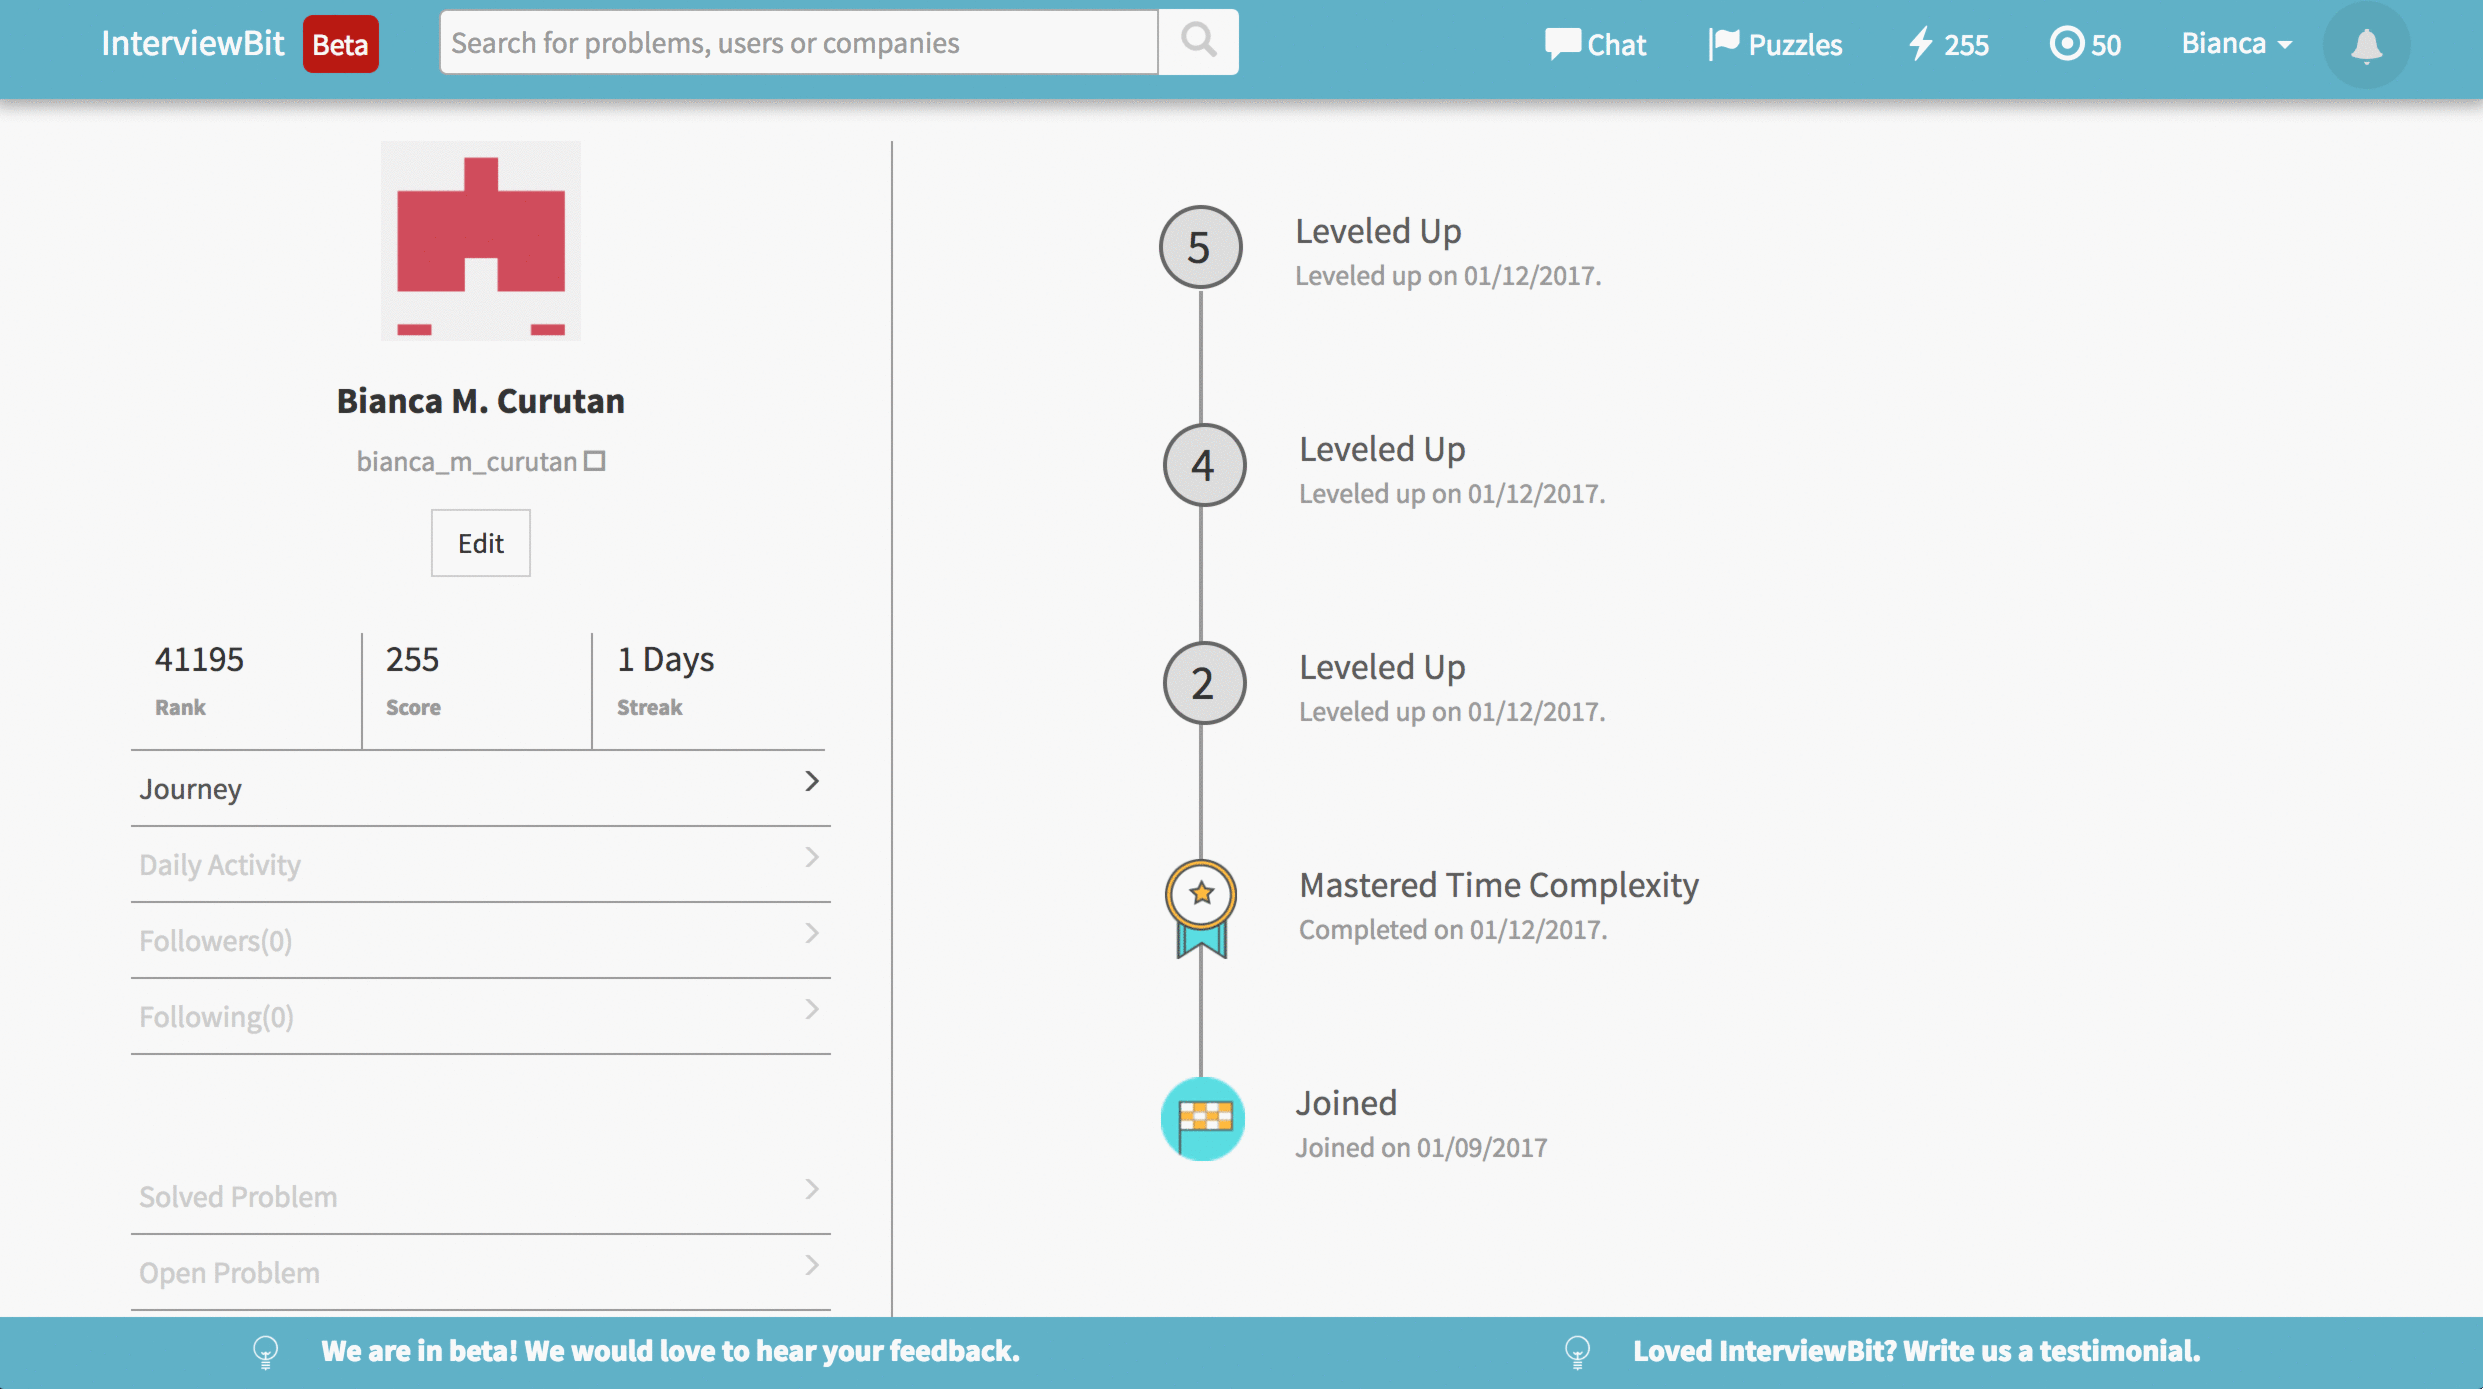 InterviewBit Beta
Search for problems, users or companies
Chat
Puzzles
255
50
Bianca
Bianca M. Curutan
bianca_m_curutan
Edit
41195
Rank
255
Score
1 Days
Streak
Journey
Daily Activity
Followers(0)
Following(0)
Solved Problem
Open Problem
5
Leveled Up
Leveled up on 01/12/2017.
4
Leveled Up
Leveled up on 01/12/2017.
2
Leveled Up
Leveled up on 01/12/2017.
Mastered Time Complexity
Completed on 01/12/2017.
Joined
Joined on 01/09/2017
We are in beta! We would love to hear your feedback.
Loved InterviewBit? Write us a testimonial.